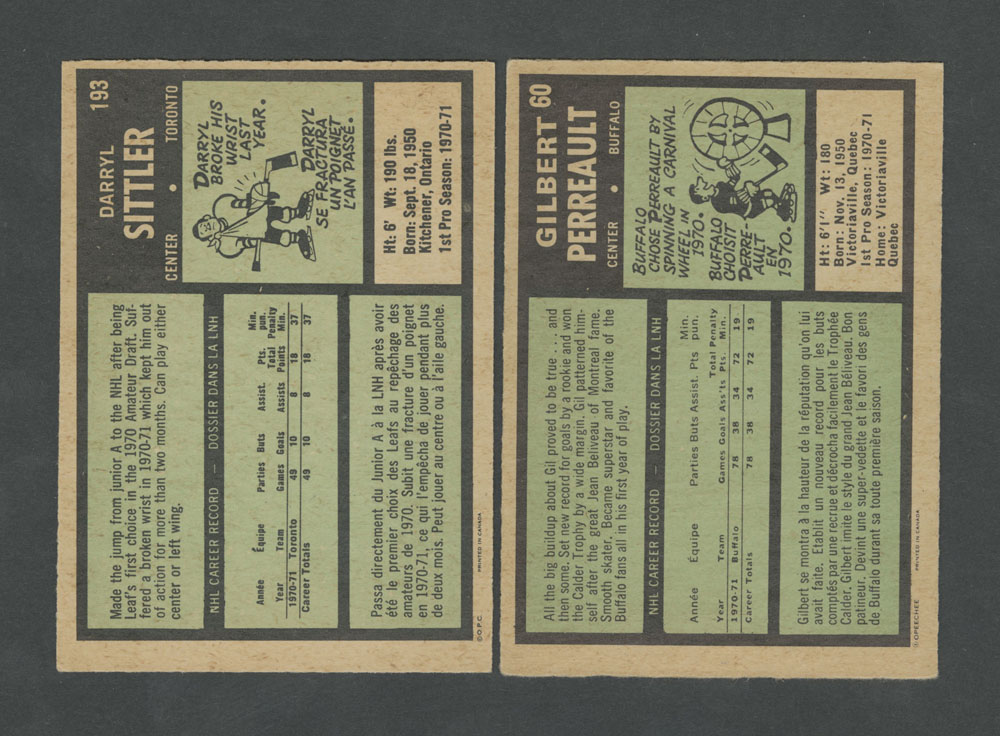 193
DARRYL
SITTLER
CENTER • TORONTO
DARRYL
BROKE HIS
WRIST
LAST
YEAR.
DARRYL
SE FRACTURA
UN POIGNET
L'AN PASSÉ.
Ht: 6' Wt: 190 lbs.
Born: Sept. 18, 1950
Kitchener, Ontario
1st Pro Season: 1970-71
Made the jump from junior A to the NHL after being
Leaf's first choice in the 1970 Amateur Draft. Suf-
fered a broken wrist in 1970-71 which kept him out
of action for more than two months. Can play either
center or left wing.
NHL CAREER RECORD — DOSSIER DANS LA LNH
Année Équipe Parties Buts Assist. Pts. Min. pun.
Year Team Games Goals Assists Total Points Penalty Min.
1970-71 Toronto 49 10 8 18 37
Career Totals 49 10 8 18 37
Passa directement du Junior A à la LNH après avoir
été le premier choix des Leafs au repêchage des
amateurs de 1970. Subit une fracture d'un poignet
en 1970-71, ce qui l'empêcha de jouer pendant plus
de deux mois. Peut jouer au centre ou à l'aile gauche.
© O.P.C. PRINTED IN CANADA
60
GILBERT
PERREAULT
CENTER • BUFFALO
BUFFALO
CHOSE PERREAULT BY
SPINNING A CARNIVAL
WHEEL IN
1970.
BUFFALO
CHOISIT
PERRE-
AULT
EN
1970.
Ht: 6'1" Wt: 180
Born: Nov. 13, 1950
Victoriaville, Quebec
1st Pro Season: 1970-71
Home: Victoriaville
Quebec
All the big buildup about Gil proved to be true . . . and
then some. Set new record for goals by a rookie and won
the Calder Trophy by a wide margin. Gil patterned him-
self after the great Jean Beliveau of Montreal fame.
Smooth skater. Became superstar and favorite of the
Buffalo fans all in his first year of play.
NHL CAREER RECORD — DOSSIER DANS LA LNH
Année Équipe Parties Buts Assist. Pts Min. pun.
Year Team Games Goals Ass'ts Total Pts. Penalty Min.
1970-71 Buffalo 78 38 34 72 19
Career Totals 78 38 34 72 19
Gilbert se montra à la hauteur de la réputation qu'on lui
avait faite. Établit un nouveau record pour les buts
comptés par une recrue et décrocha facilement le Trophée
Calder. Gilbert imite le style du grand Jean Béliveau. Bon
patineur. Devint une super-vedette et le favori des gens
de Buffalo durant sa toute première saison.
© OPEECHEE PRINTED IN CANADA